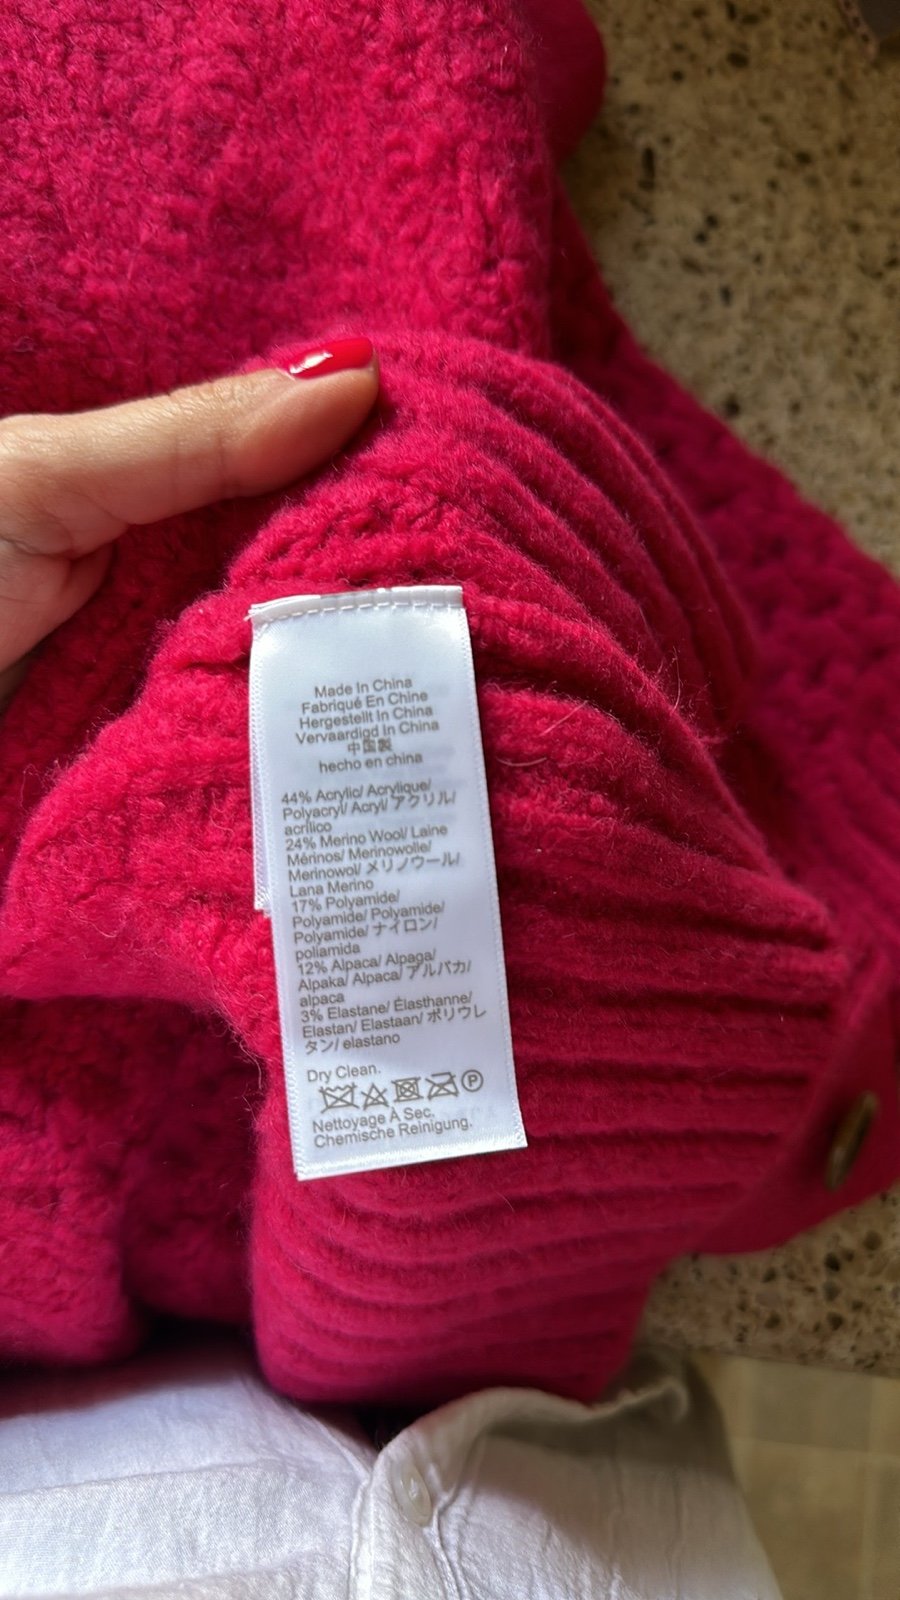 Made In China
Fabriqué En Chine
Hergestellt In China
Vervaardigd In China
中国製
hecho en china
44% Acrylic/ Acrylique/
Polyacryl/ Acryl/ アクリル/
acrílico
24% Merino Wool/ Laine
Mérinos/ Merinowolle/
Merinowol/ メリノウール/
Lana Merino
17% Polyamide/
Polyamide/ Polyamide/
Polyamide/ ナイロン/
poliamida
12% Alpaca/ Alpaga/
Alpaka/ Alpaca/ アルパカ/
alpaca
3% Elastane/ Élasthanne/
Elastan/ Elastaan/ ポリウレ
タン/ elastano
Dry Clean.
P
Nettoyage À Sec.
Chemische Reinigung.